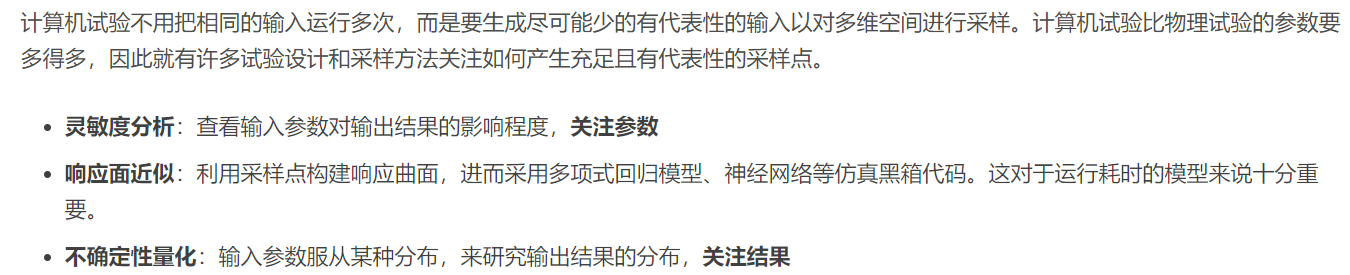 计算机试验不用把相同的输入运行多次，而是要生成尽可能少的有代表性的输入以对多维空间进行采样。计算机试验比物理试验的参数要
多得多，因此就有许多试验设计和采样方法关注如何产生充足且有代表性的采样点。
• 灵敏度分析：查看输入参数对输出结果的影响程度，关注参数
• 响应面近似：利用采样点构建响应曲面，进而采用多项式回归模型、神经网络等仿真黑箱代码。这对于运行耗时的模型来说十分重
要。
• 不确定性量化：输入参数服从某种分布，来研究输出结果的分布，关注结果